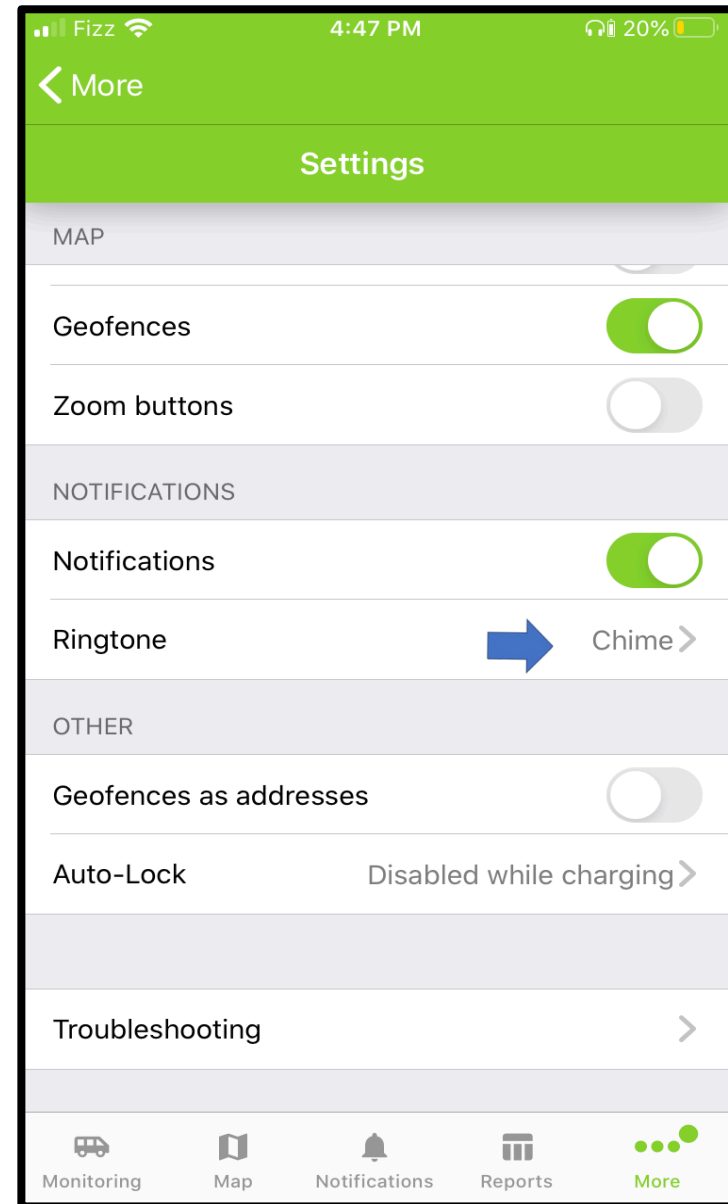 Fizz 4:47 PM 20%
More
Settings
MAP
Geofences
Zoom buttons
NOTIFICATIONS
Notifications
Ringtone Chime
OTHER
Geofences as addresses
Auto-Lock Disabled while charging
Troubleshooting
Monitoring Map Notifications Reports More